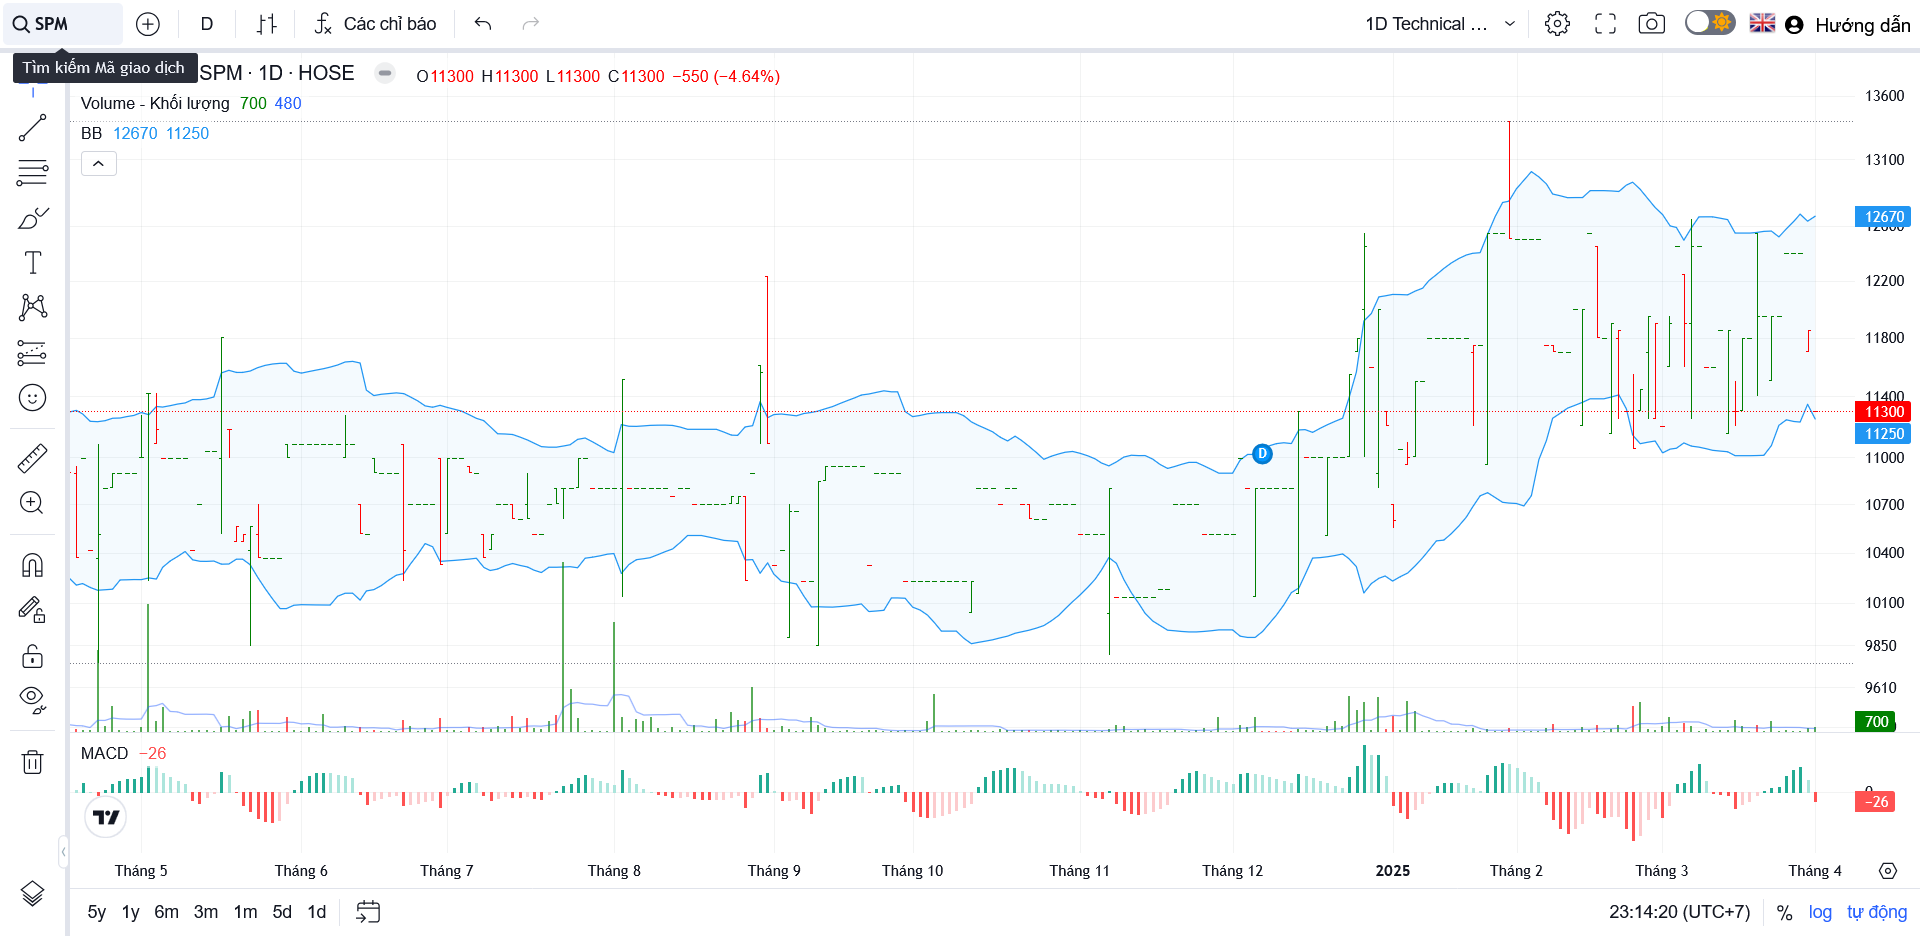 SPM
D
Các chỉ báo
1D Technical ...
Hướng dẫn
Tìm kiếm Mã giao dịch
SPM · 1D · HOSE
O11300 H11300 L11300 C11300 −550 (−4.64%)
Volume - Khối lượng 700 480
BB 12670 11250
13600
13100
12670
12600
12200
11800
11400
11300
11250
11000
10700
10400
10100
9850
9610
700
D
MACD −26
0
−26
Tháng 5
Tháng 6
Tháng 7
Tháng 8
Tháng 9
Tháng 10
Tháng 11
Tháng 12
2025
Tháng 2
Tháng 3
Tháng 4
5y 1y 6m 3m 1m 5d 1d
23:14:20 (UTC+7)
% log tự động